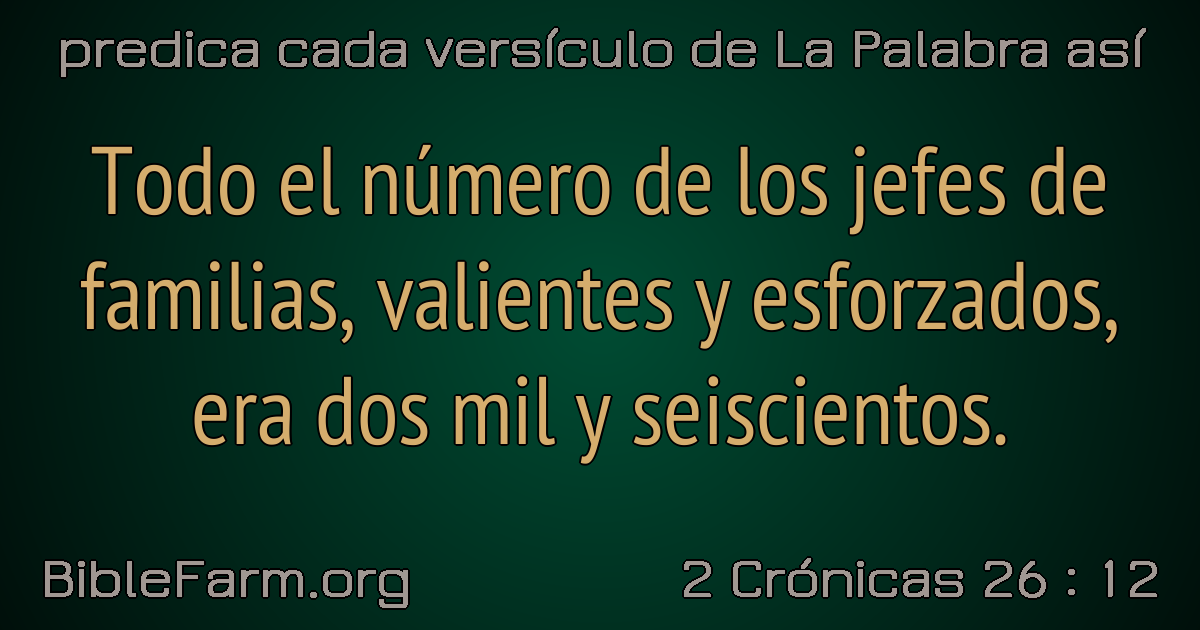 predica cada versículo de La Palabra así
Todo el número de los jefes de
familias, valientes y esforzados,
era dos mil y seiscientos.
BibleFarm.org
2 Crónicas 26 : 12